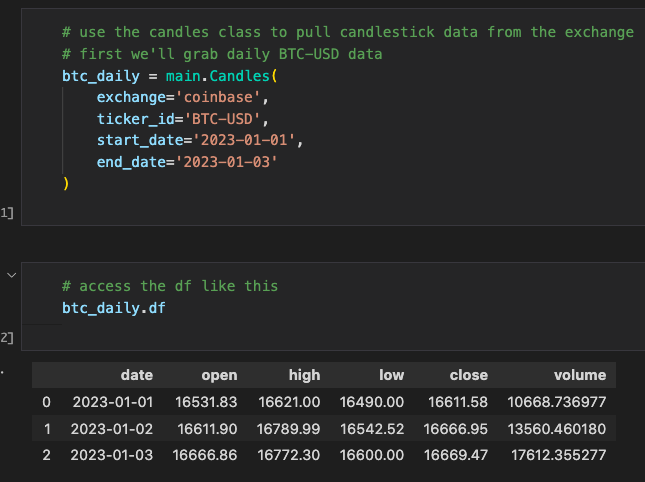 # use the candles class to pull candlestick data from the exchange
# first we'll grab daily BTC-USD data
btc_daily = main.Candles(
exchange='coinbase',
ticker_id='BTC-USD',
start_date='2023-01-01',
end_date='2023-01-03'
)
1]
# access the df like this
btc_daily.df
2]
date open high low close volume
0 2023-01-01 16531.83 16621.00 16490.00 16611.58 10668.736977
1 2023-01-02 16611.90 16789.99 16542.52 16666.95 13560.460180
2 2023-01-03 16666.86 16772.30 16600.00 16669.47 17612.355277